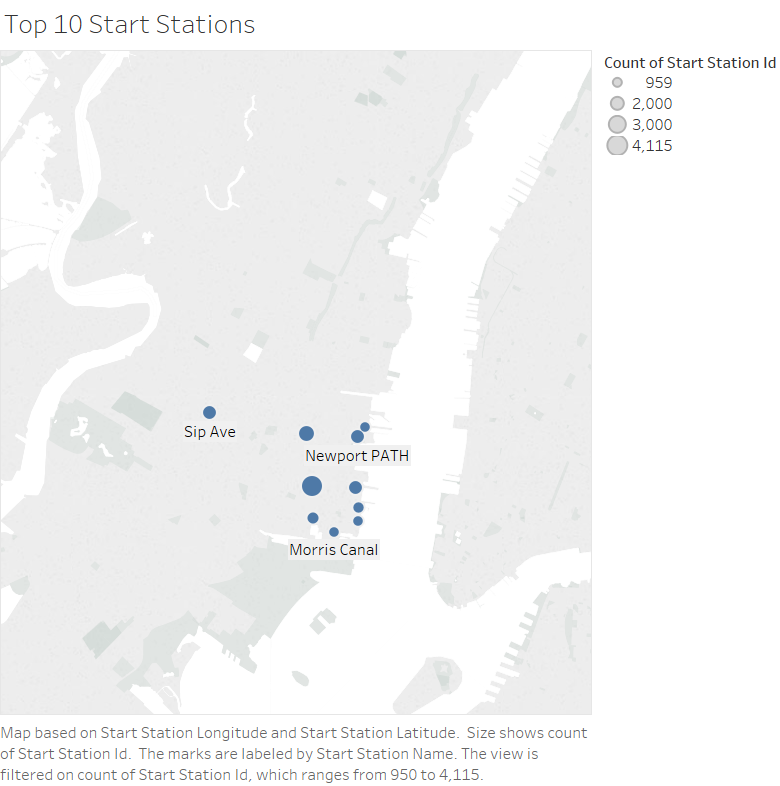 Top 10 Start Stations
Count of Start Station Id
959
2,000
3,000
4,115
Sip Ave
Newport PATH
Morris Canal
Map based on Start Station Longitude and Start Station Latitude.  Size shows count
of Start Station Id.  The marks are labeled by Start Station Name. The view is
filtered on count of Start Station Id, which ranges from 950 to 4,115.